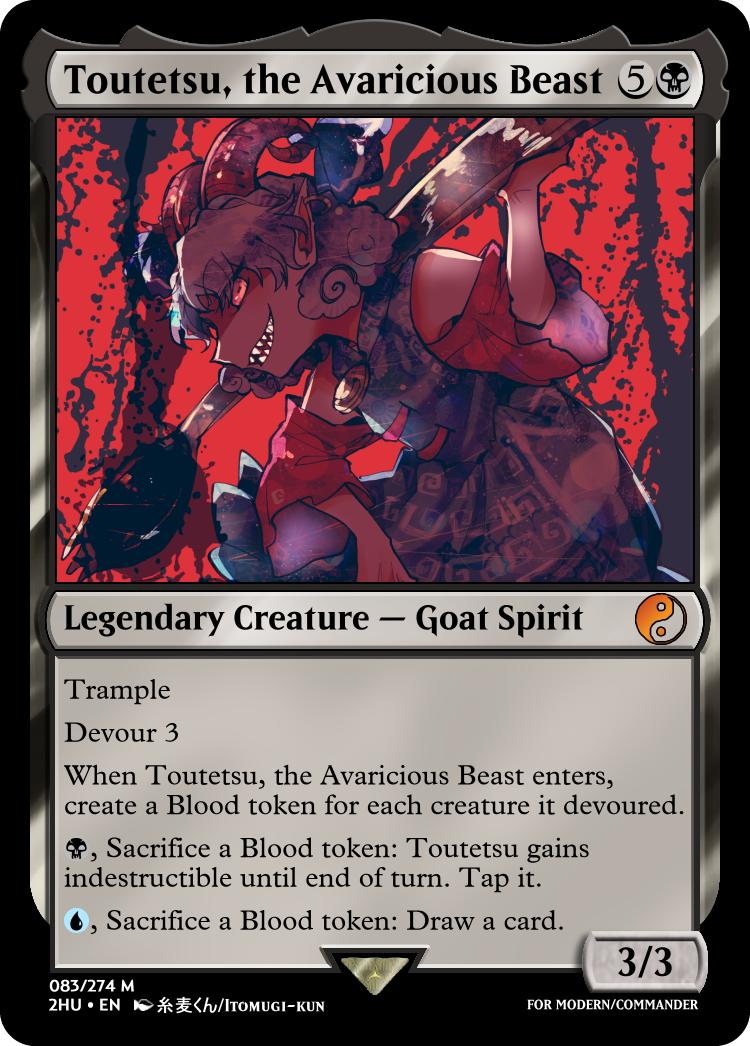 Toutetsu, the Avaricious Beast 5
Legendary Creature — Goat Spirit
Trample
Devour 3
When Toutetsu, the Avaricious Beast enters,
create a Blood token for each creature it devoured.
, Sacrifice a Blood token: Toutetsu gains
indestructible until end of turn. Tap it.
, Sacrifice a Blood token: Draw a card.
3/3
083/274 M
2HU • EN 糸麦くん/Itomugi-kun
FOR MODERN/COMMANDER